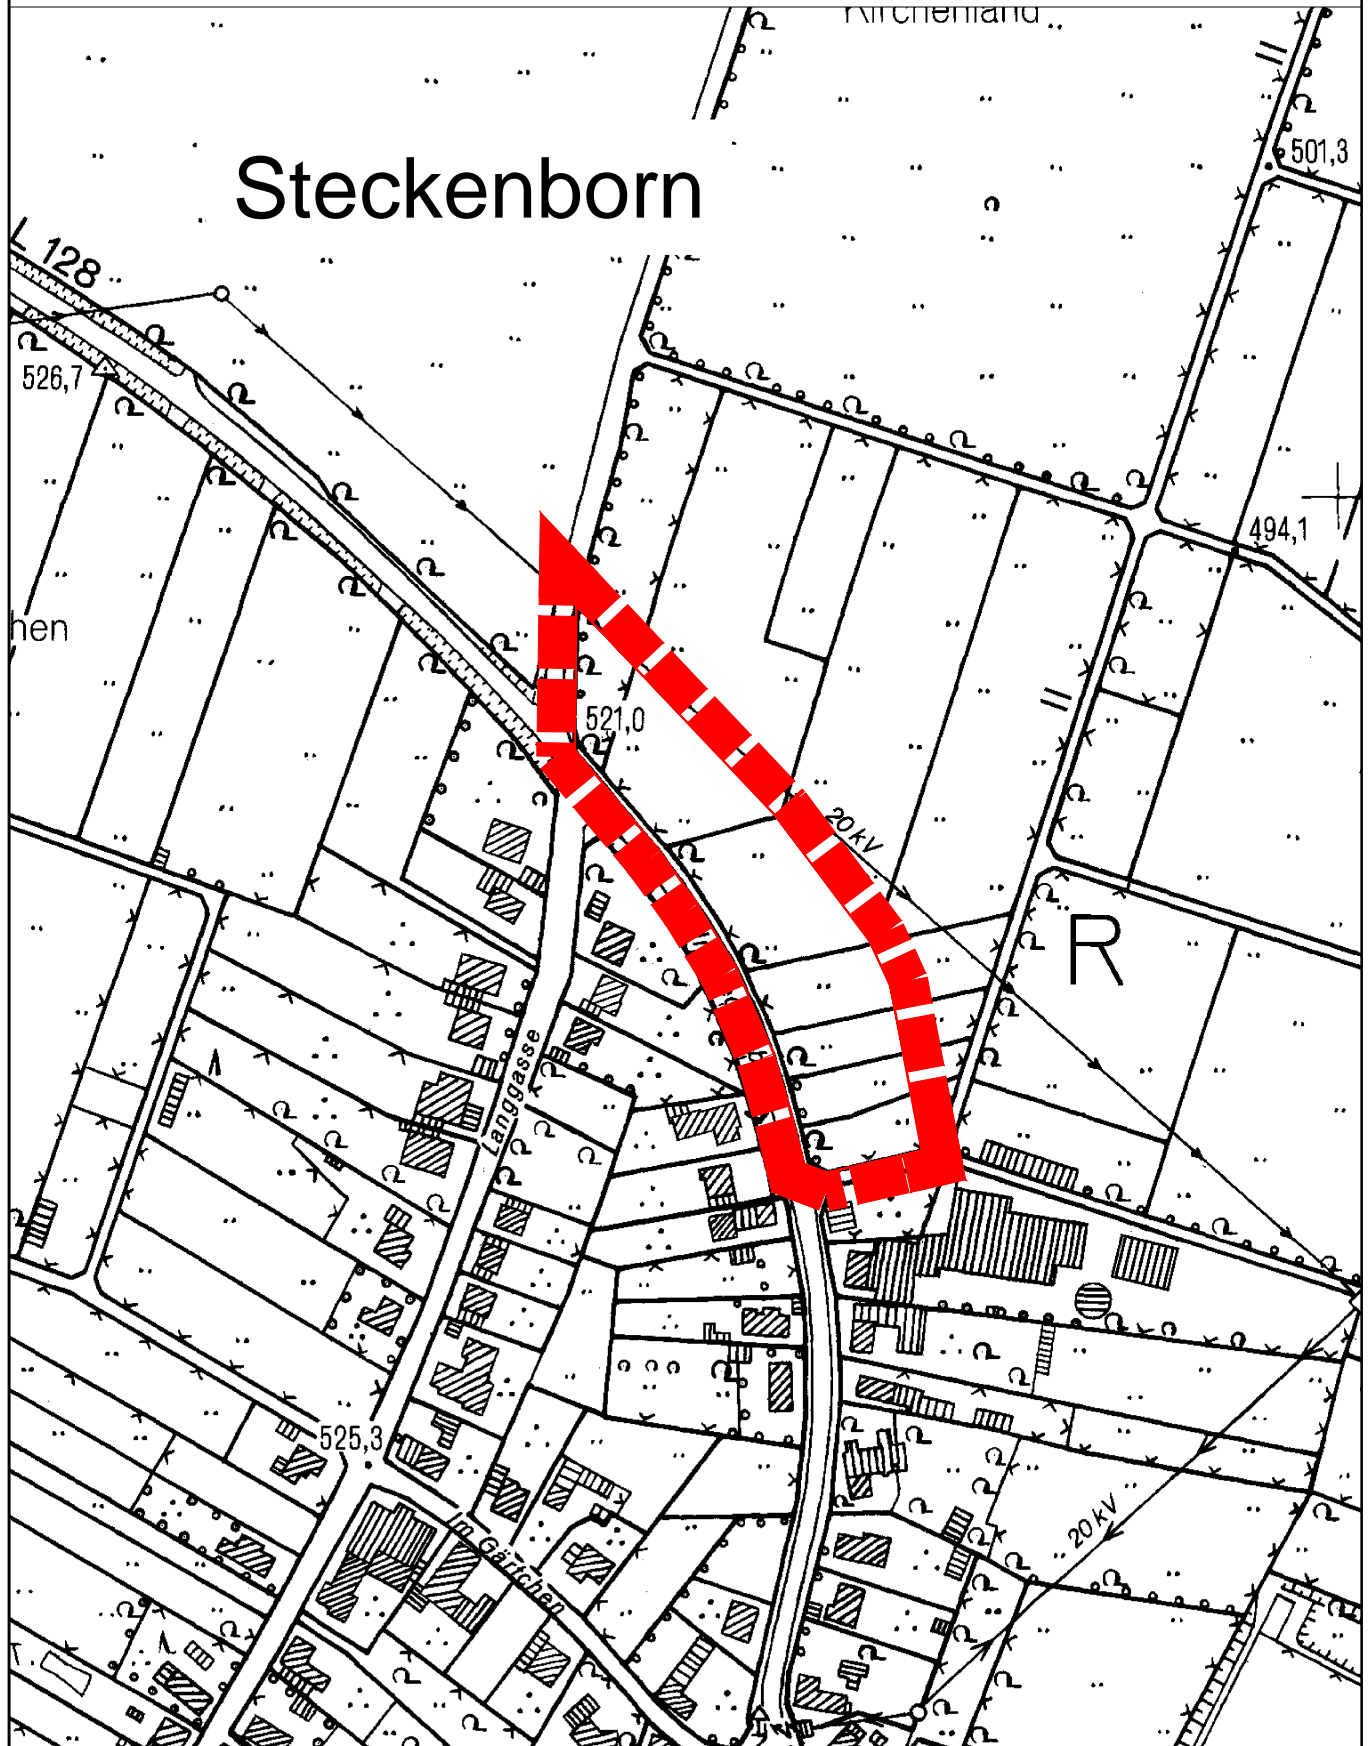 Kirchenland
501,3
Steckenborn
L 128
526,7
494,1
hen
521,0
20 kV
R
Langgasse
525,3
20 kV
Im Gärtchen
T.